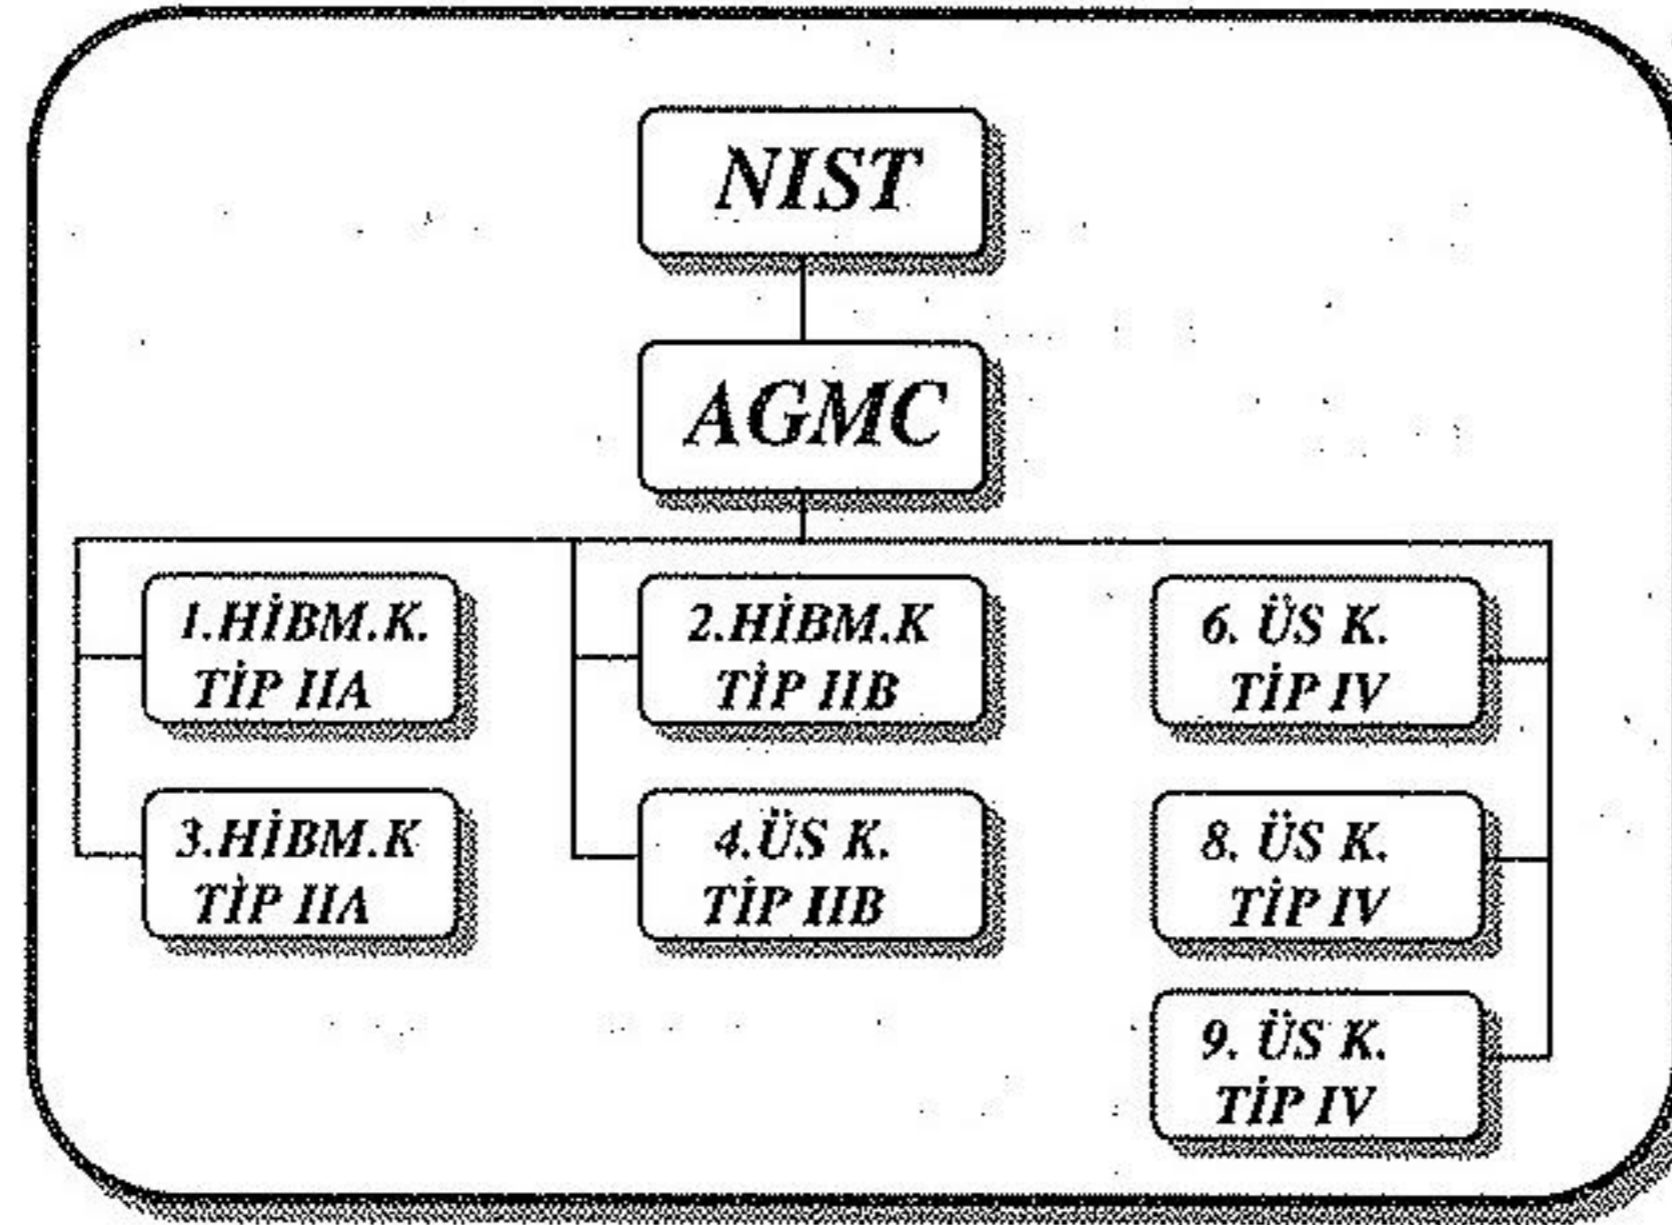 NIST
AGMC
1.HİBM.K.
TİP IIA
3.HİBM.K
TİP IIA
2.HİBM.K
TİP IIB
4.ÜS K.
TİP IIB
6. ÜS K.
TİP IV
8. ÜS K.
TİP IV
9. ÜS K.
TİP IV